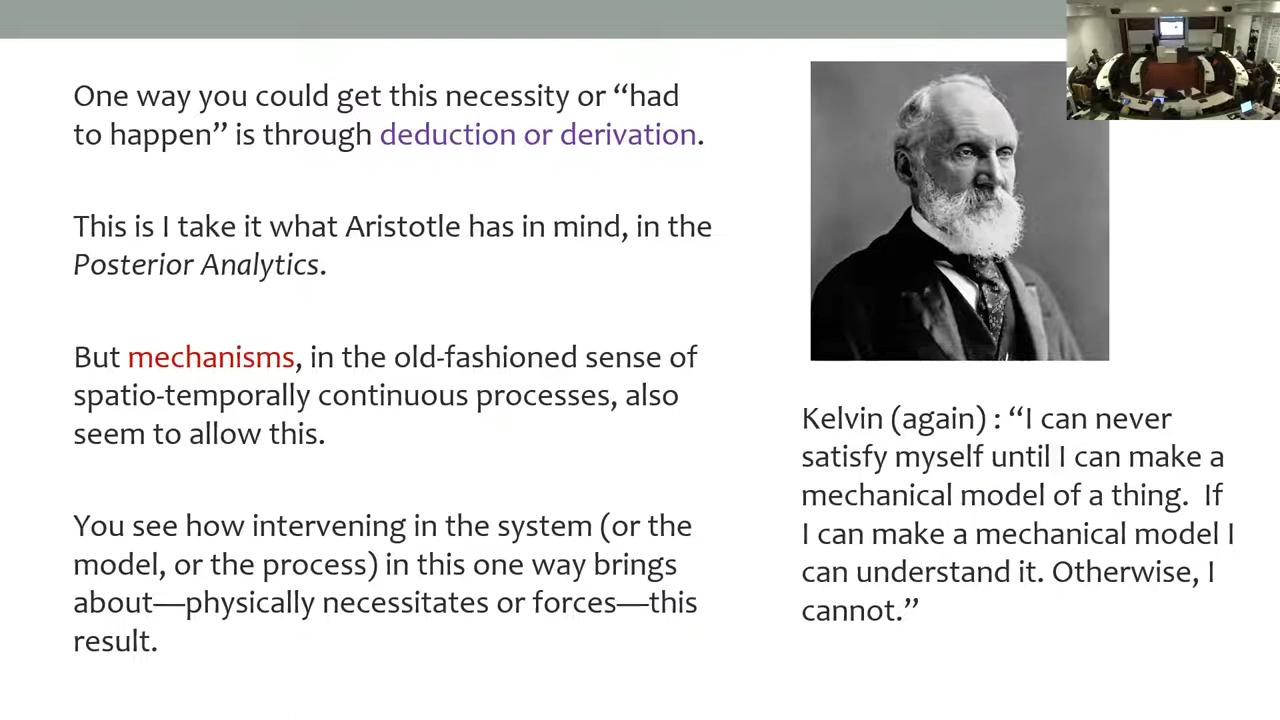 One way you could get this necessity or “had
to happen” is through deduction or derivation.
This is I take it what Aristotle has in mind, in the
Posterior Analytics.
But mechanisms, in the old-fashioned sense of
spatio-temporally continuous processes, also
seem to allow this.
You see how intervening in the system (or the
model, or the process) in this one way brings
about—physically necessitates or forces—this
result.
Kelvin (again) : “I can never
satisfy myself until I can make a
mechanical model of a thing.  If
I can make a mechanical model I
can understand it. Otherwise, I
cannot.”